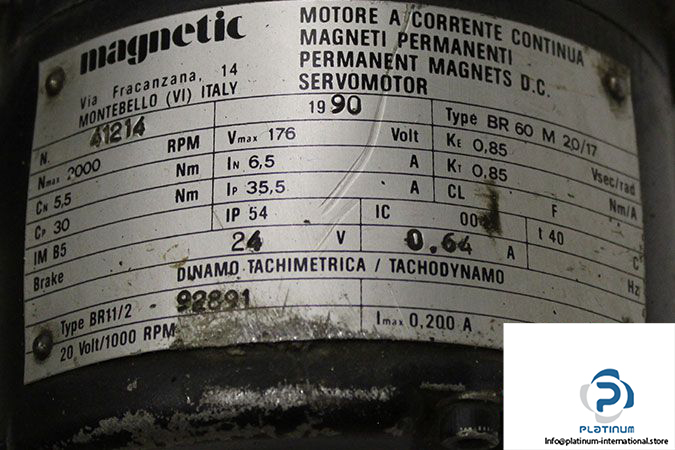 magnetic
Via Fracanzana, 14
MONTEBELLO (VI) ITALY
MOTORE A CORRENTE CONTINUA
MAGNETI PERMANENTI
PERMANENT MAGNETS D.C.
SERVOMOTOR
N. 41214 1990 Type BR 60 M 20/17
Nmax 2000 RPM Vmax 176 Volt KE 0,85 Vsec/rad
CN 5,5 Nm IN 6,5 A KT 0,85 Nm/A
CP 30 Nm IP 35,5 A CL F
IM B5 IP 54 IC 00 t 40 C
Brake 24 V 0.64 A Hz
DINAMO TACHIMETRICA / TACHODYNAMO
Type BR11/2 92891
20 Volt/1000 RPM Imax 0,200 A
P
PLATINUM
Info@platinum-international.store